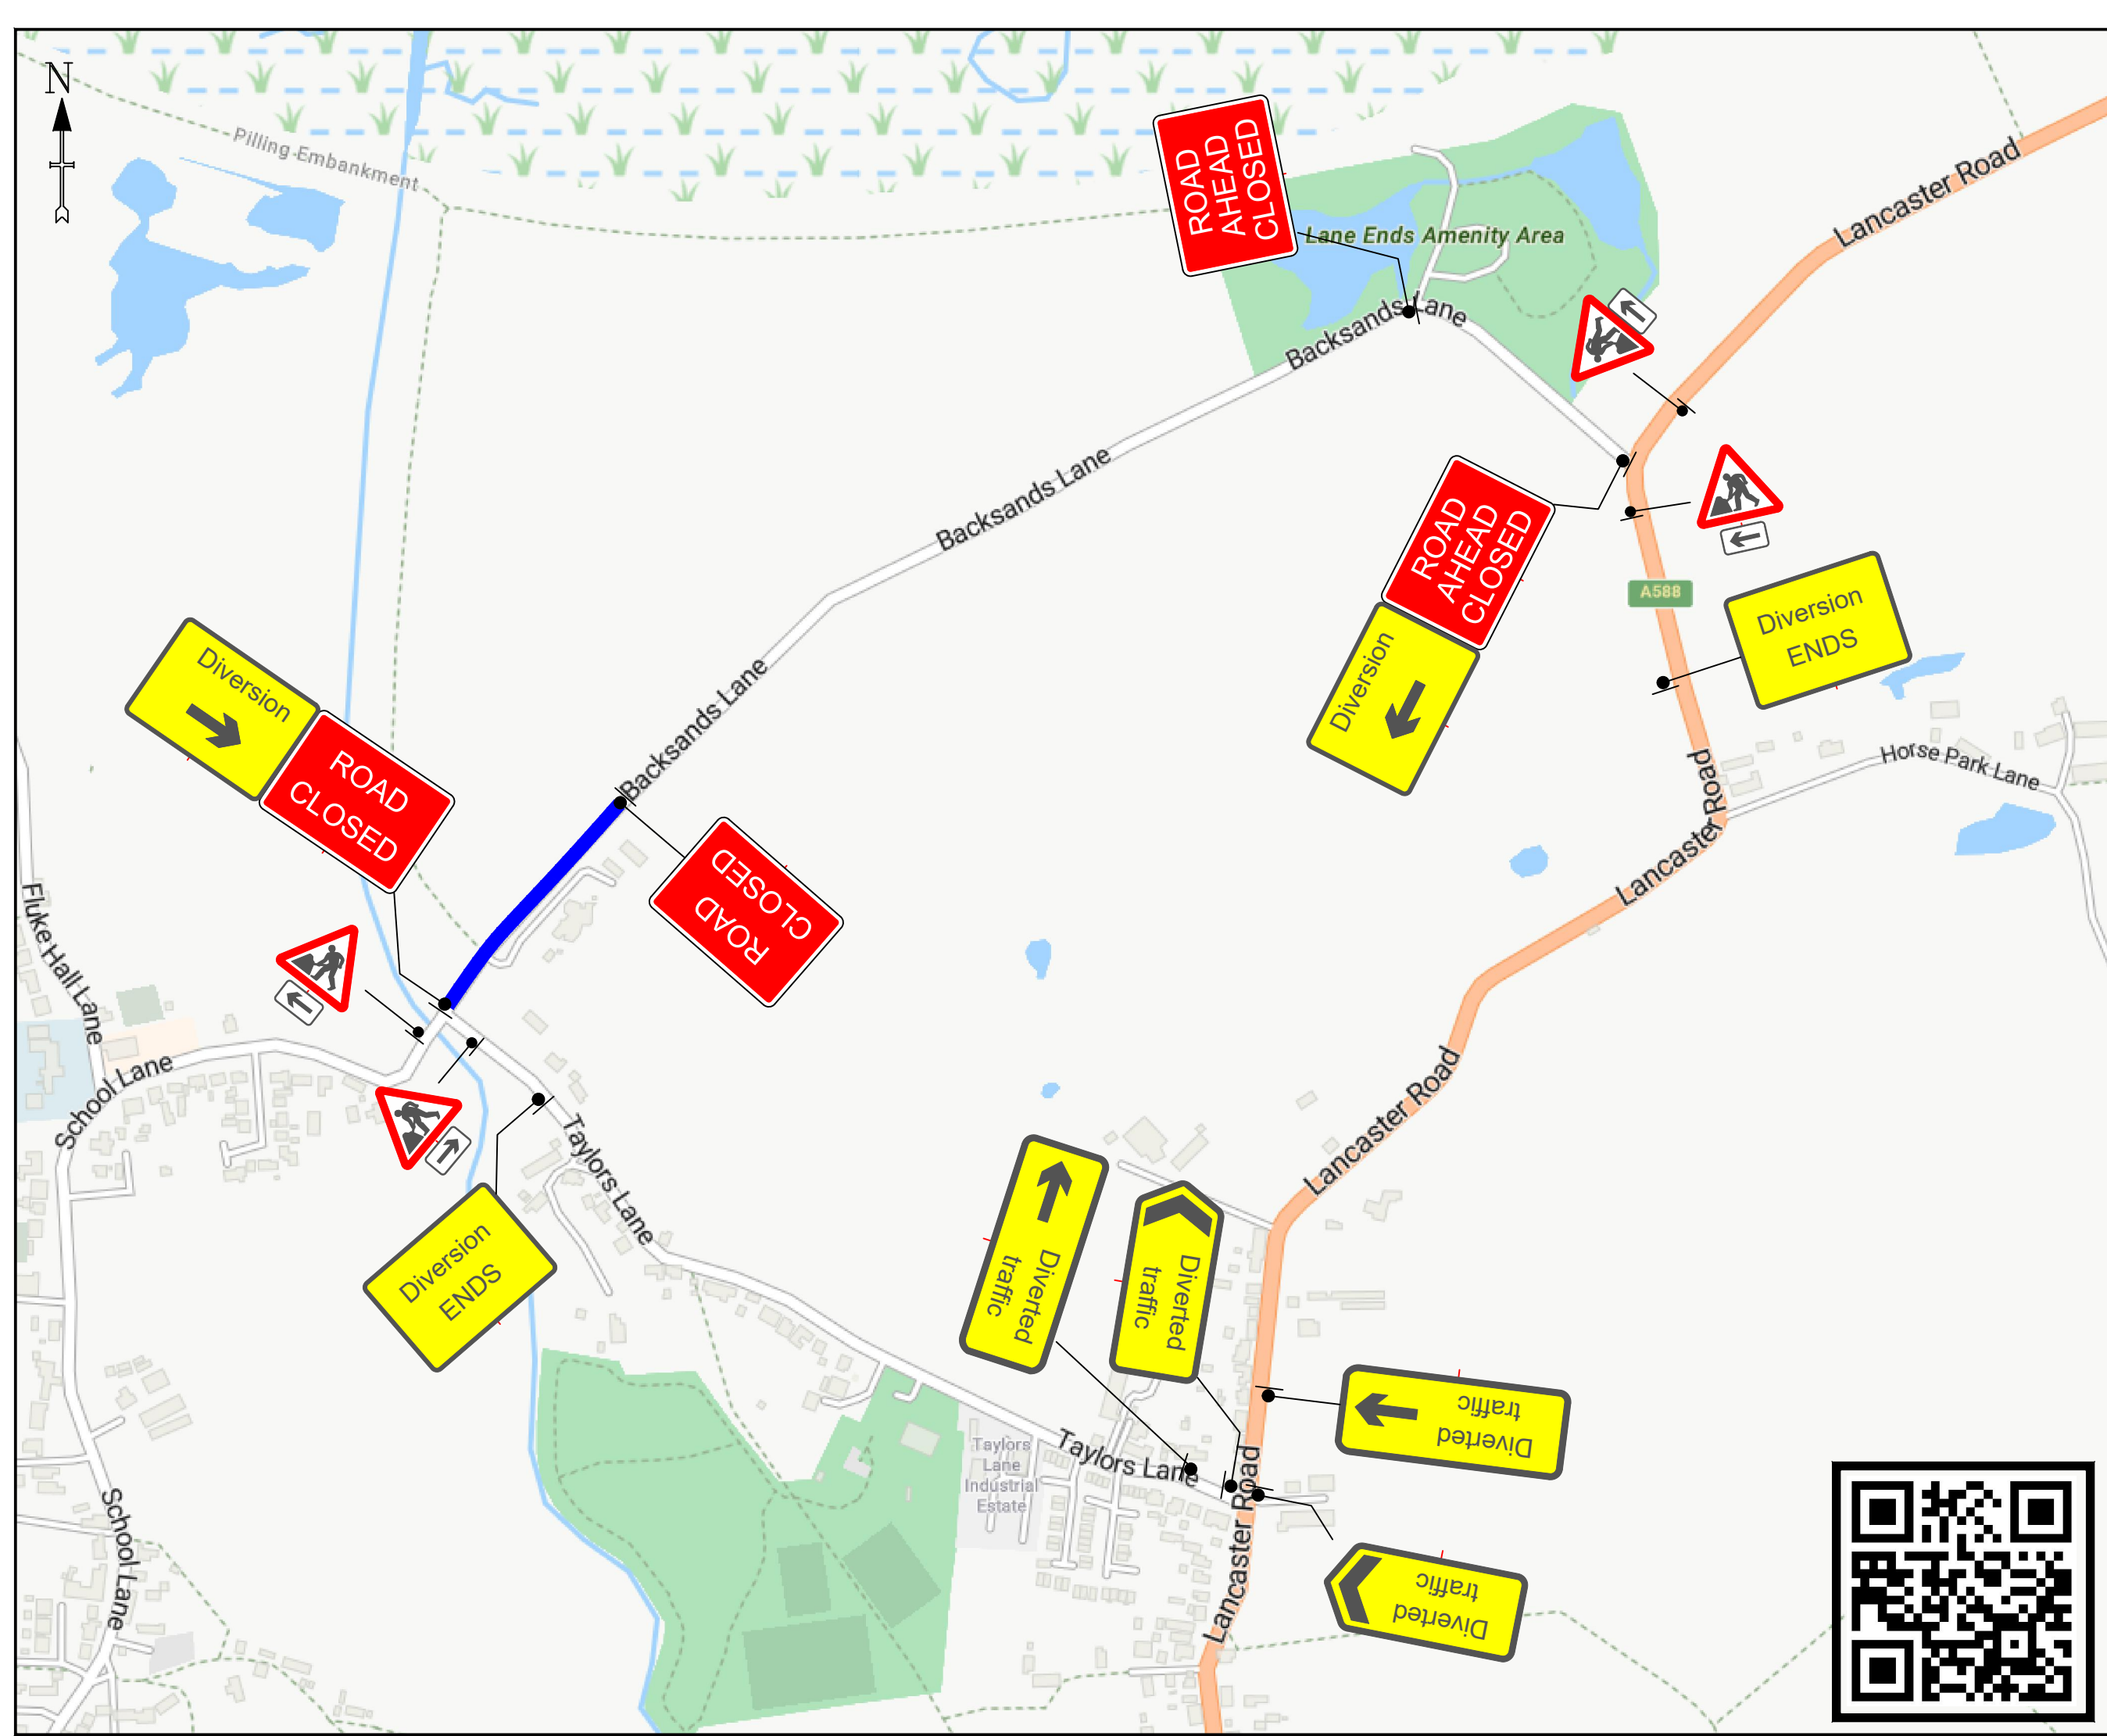 N
Pilling Embankment
ROAD
AHEAD
CLOSED
Lane Ends Amenity Area
Lancaster Road
Backsands Lane
Backsands Lane
ROAD
AHEAD
CLOSED
Diversion
A588
Diversion
ENDS
Diversion
ROAD
CLOSED
Backsands Lane
ROAD
CLOSED
Lancaster Road
Horse Park Lane
Lancaster
Fluke Hall Lane
School Lane
Taylors Lane
Diversion
ENDS
Lancaster Road
Diverted
traffic
Diverted
traffic
Diverted
traffic
Taylors
Lane
Industrial
Estate
Taylors Lane
Lancaster Road
Diverted
traffic
School Lane